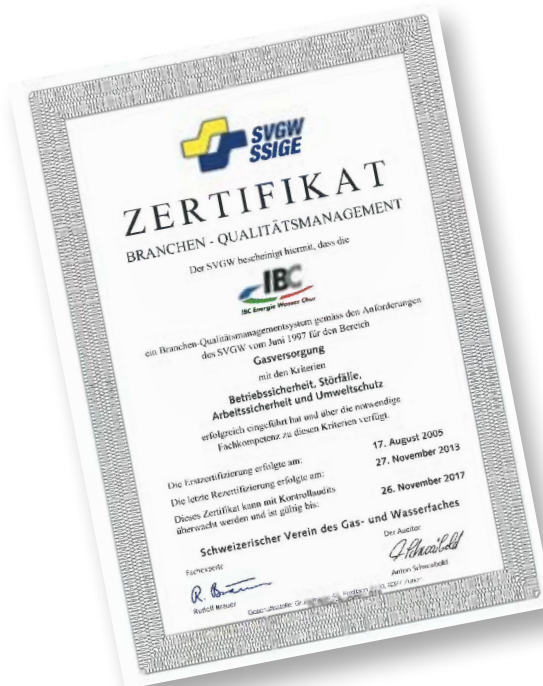 SVGW
SSIGE
ZERTIFIKAT
BRANCHEN - QUALITÄTSMANAGEMENT
Der SVGW bescheinigt hiermit, dass die
IBC
IBC Energie Wasser Chur
ein Branchen-Qualitätsmanagementsystem gemäss den Anforderungen
des SVGW vom Juni 1997 für den Bereich
Gasversorgung
mit den Kriterien
Betriebssicherheit, Störfälle,
Arbeitssicherheit und Umweltschutz
erfolgreich eingeführt hat und über die notwendige
Fachkompetenz zu diesen Kriterien verfügt.
Die Erstzertifizierung erfolgte am: 17. August 2005
Die letzte Rezertifizierung erfolgte am: 27. November 2013
Dieses Zertifikat kann mit Kontrollaudits
überwacht werden und ist gültig bis: 26. November 2017
Schweizerischer Verein des Gas- und Wasserfaches
Fachexperte Der Auditor
Anton Schwaibold